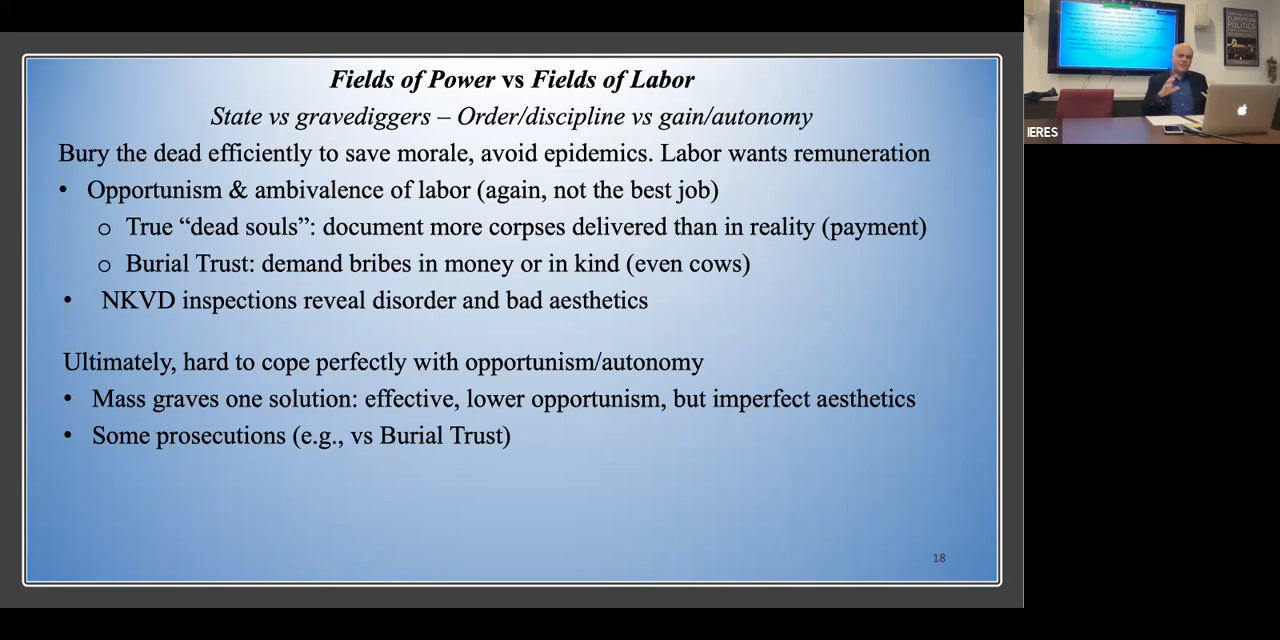 Fields of Power vs Fields of Labor
State vs gravediggers – Order/discipline vs gain/autonomy
Bury the dead efficiently to save morale, avoid epidemics. Labor wants remuneration
• Opportunism & ambivalence of labor (again, not the best job)
o True “dead souls”: document more corpses delivered than in reality (payment)
o Burial Trust: demand bribes in money or in kind (even cows)
• NKVD inspections reveal disorder and bad aesthetics
Ultimately, hard to cope perfectly with opportunism/autonomy
• Mass graves one solution: effective, lower opportunism, but imperfect aesthetics
• Some prosecutions (e.g., vs Burial Trust)
18
EUROPEAN
POLITICS
IERES